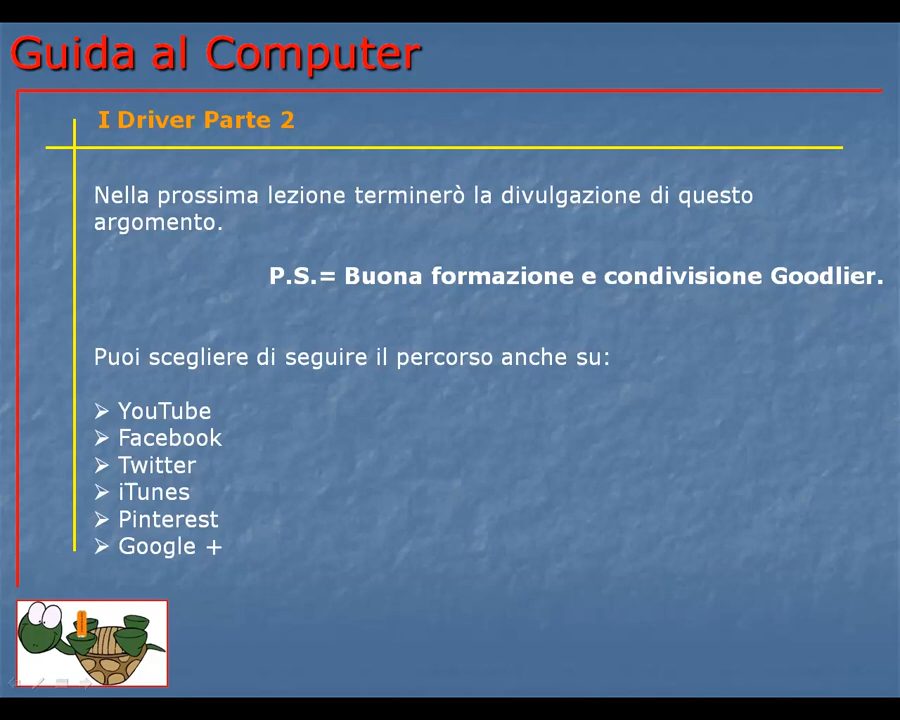 Guida al Computer
I Driver Parte 2
Nella prossima lezione terminerò la divulgazione di questo
argomento.
P.S.= Buona formazione e condivisione Goodlier.
Puoi scegliere di seguire il percorso anche su:
➢ YouTube
➢ Facebook
➢ Twitter
➢ iTunes
➢ Pinterest
➢ Google +